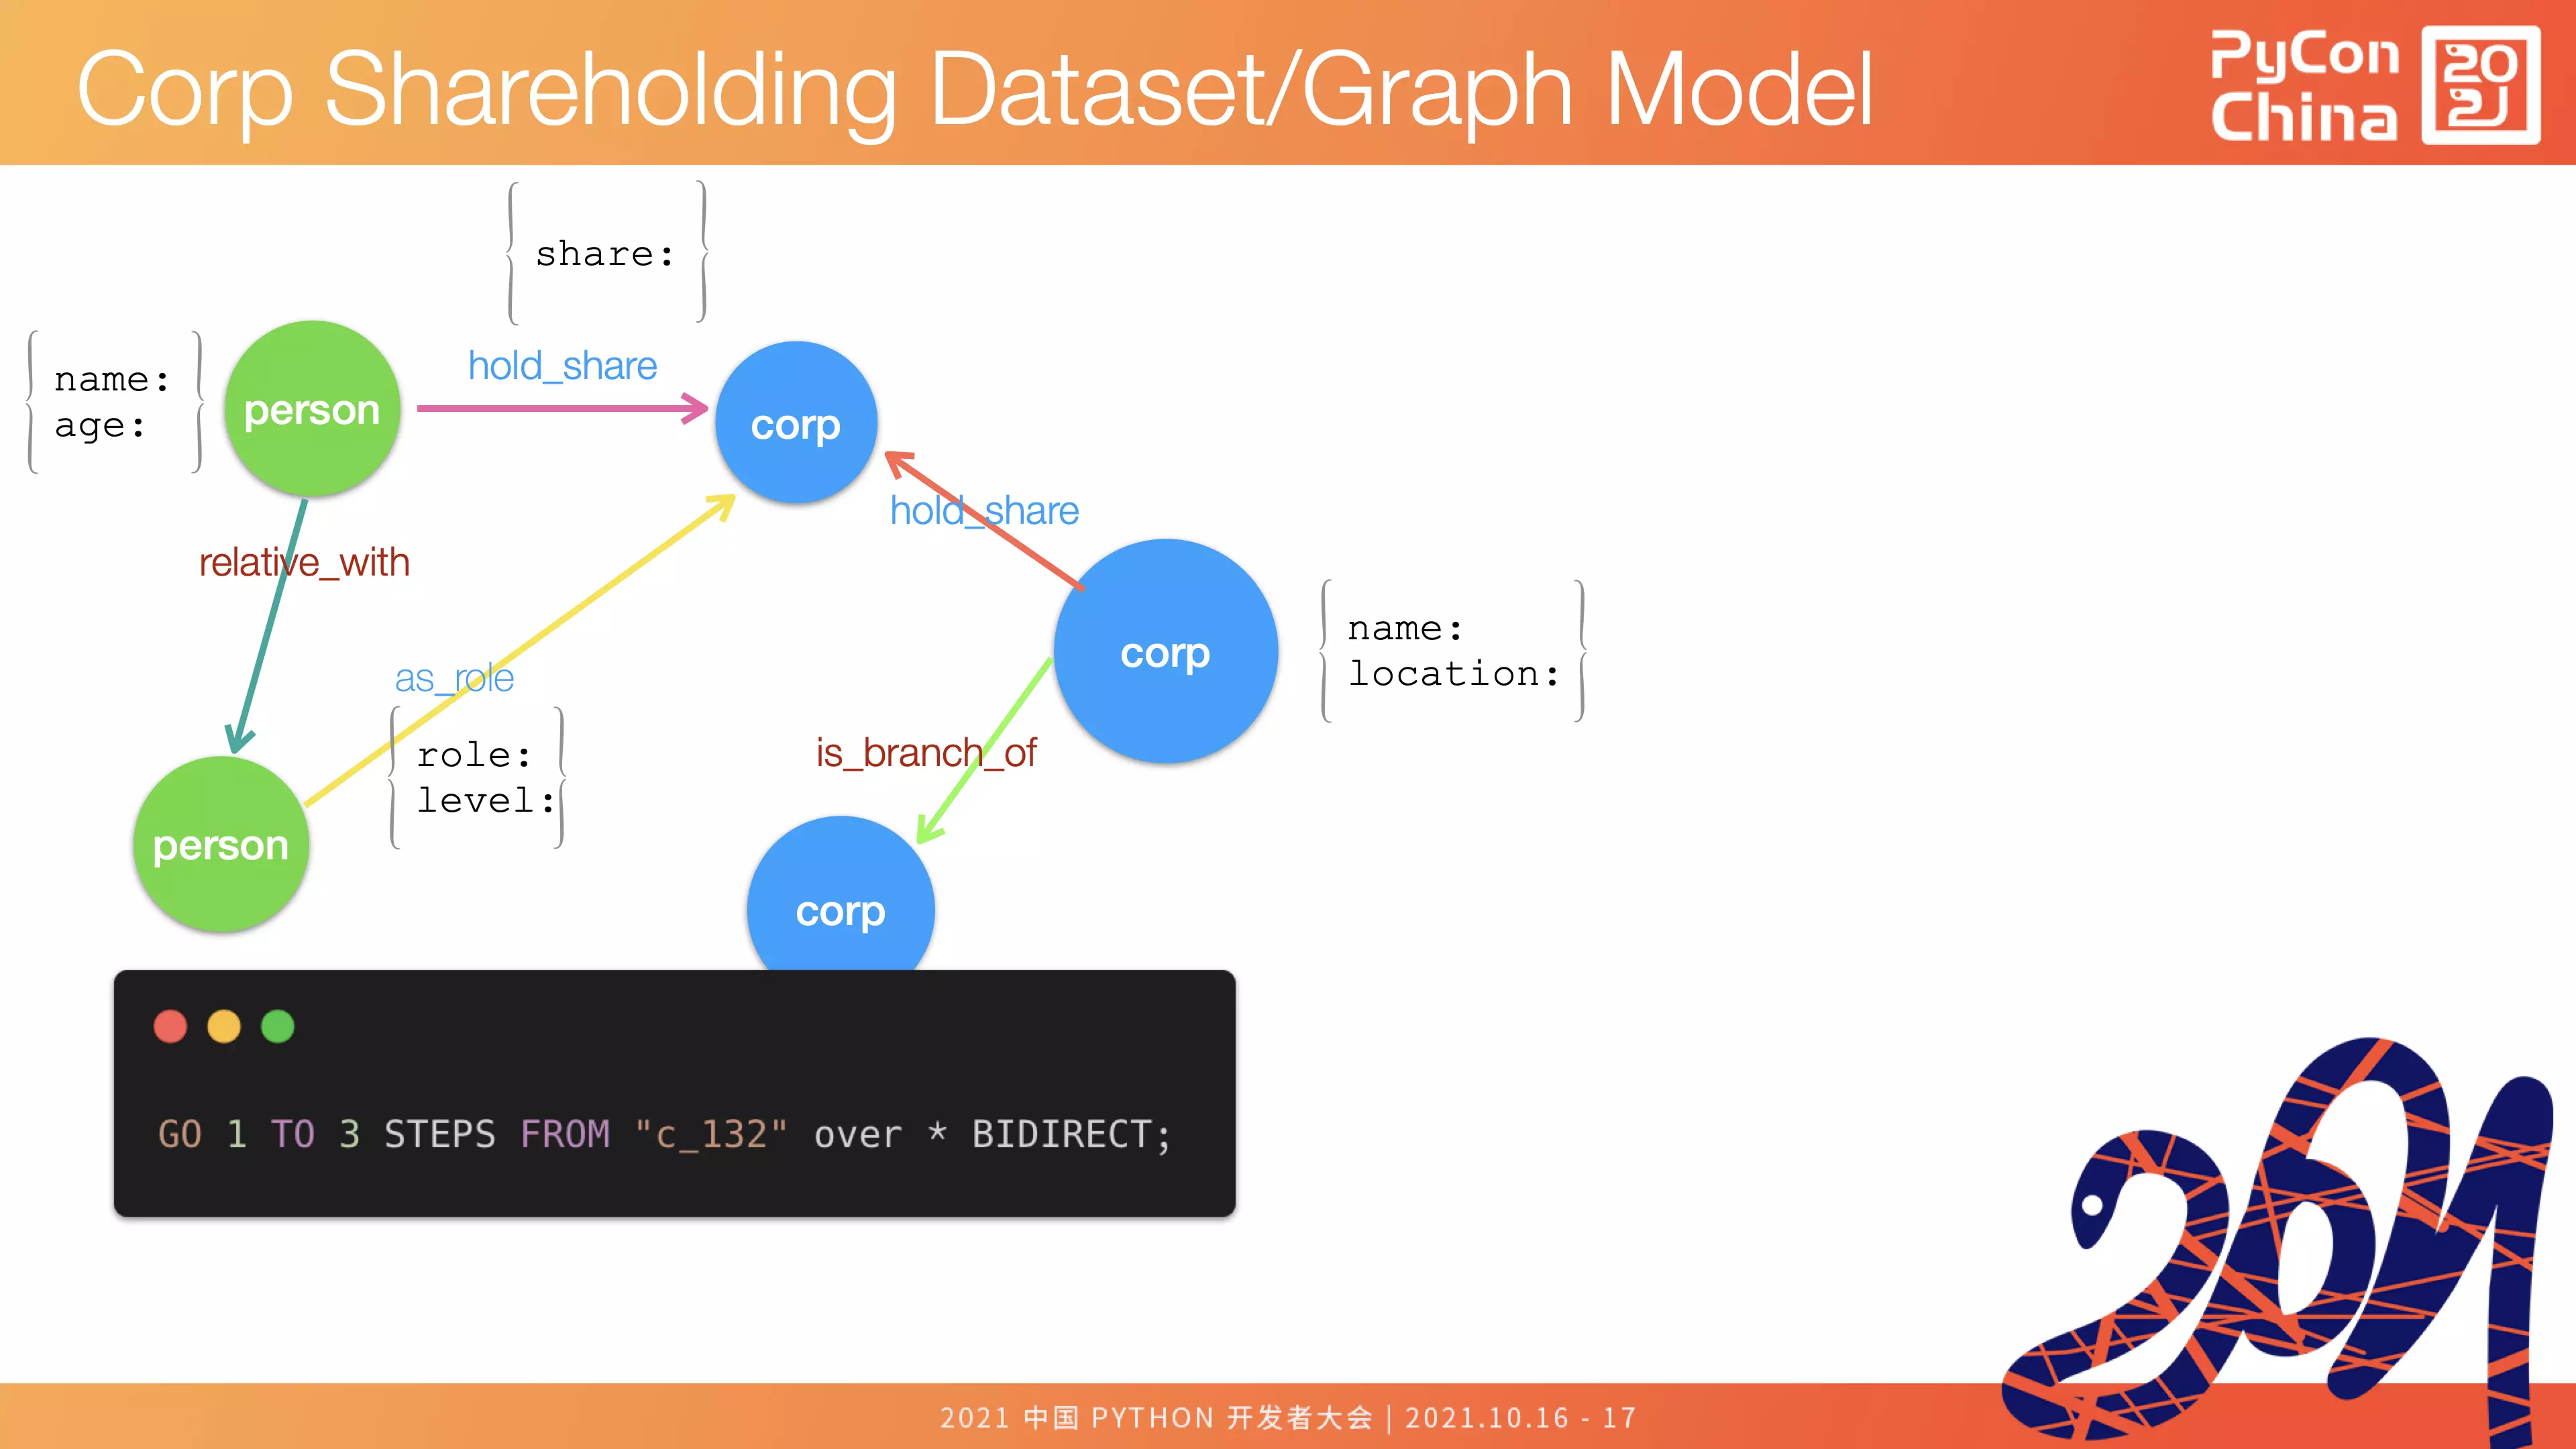 Corp Shareholding Dataset/Graph Model
PyCon
China
20
21
share:
hold_share
name:
age:
person
corp
hold_share
relative_with
name:
location:
corp
as_role
role:
level:
is_branch_of
person
corp
GO 1 TO 3 STEPS FROM "c_132" over * BIDIRECT;
2021
2021 中国 PYTHON 开发者大会 | 2021.10.16 - 17